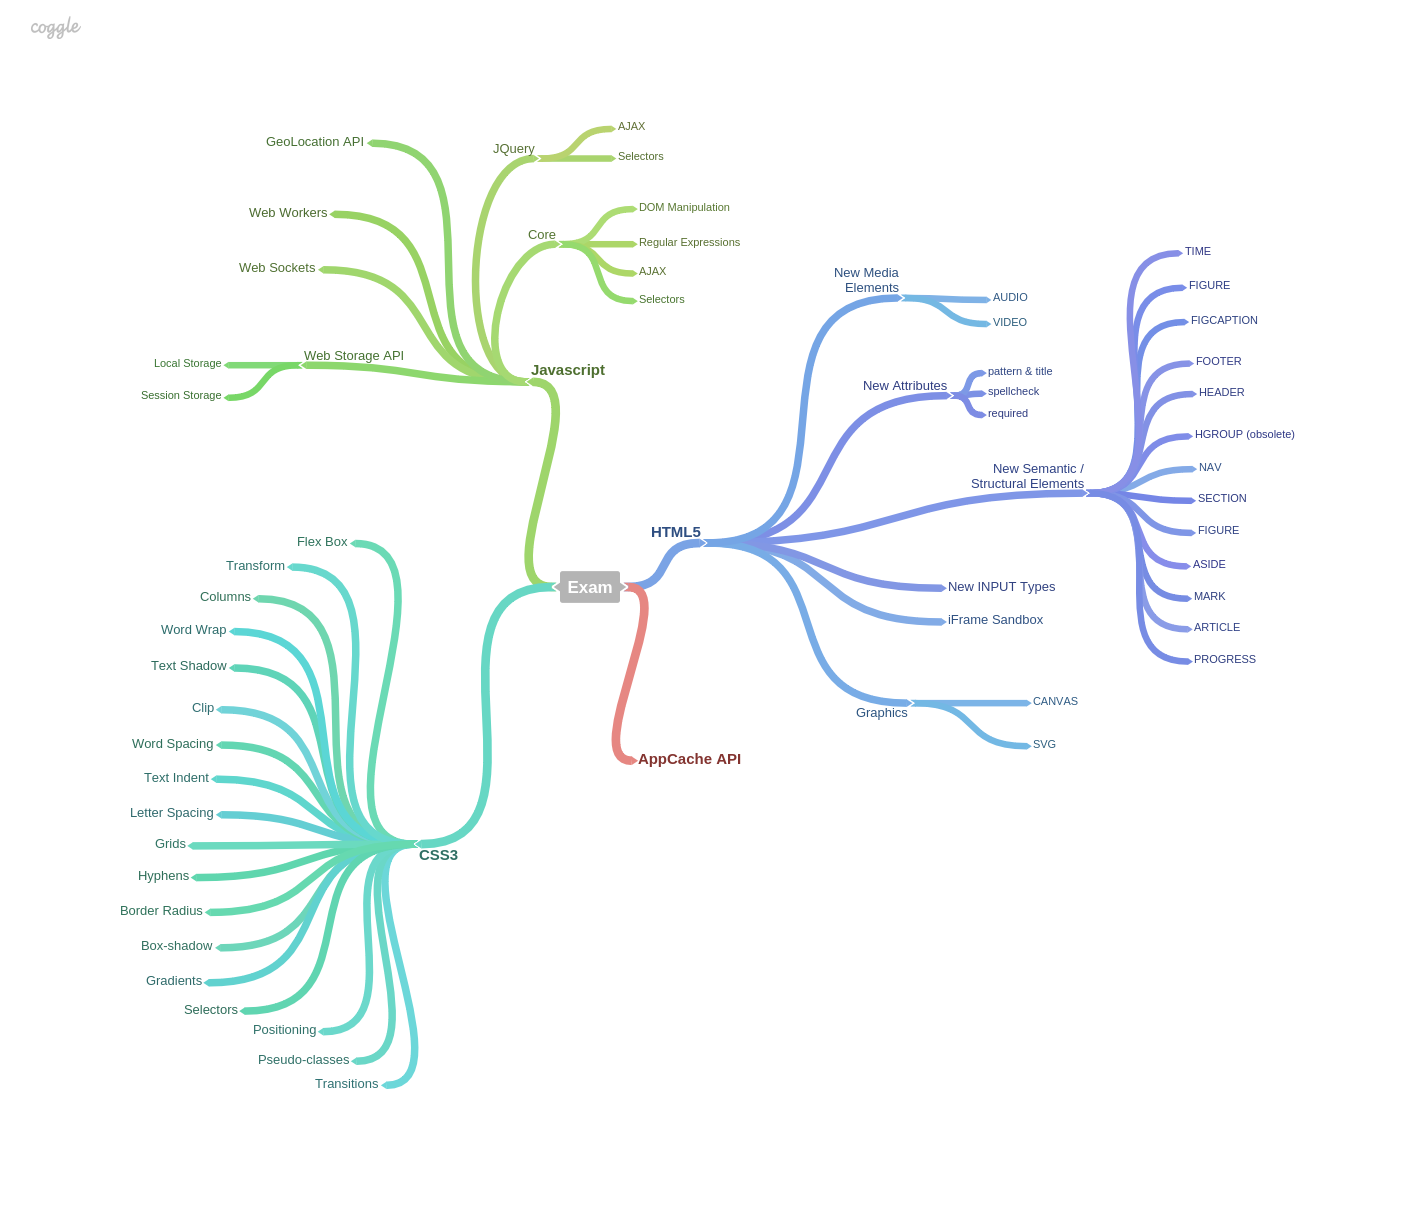 coggle
GeoLocation API
Web Workers
Web Sockets
Web Storage API
Local Storage
Session Storage
JQuery
AJAX
Selectors
Core
DOM Manipulation
Regular Expressions
AJAX
Selectors
Javascript
Exam
HTML5
New Media
Elements
AUDIO
VIDEO
New Attributes
pattern & title
spellcheck
required
New Semantic /
Structural Elements
TIME
FIGURE
FIGCAPTION
FOOTER
HEADER
HGROUP (obsolete)
NAV
SECTION
FIGURE
ASIDE
MARK
ARTICLE
PROGRESS
New INPUT Types
iFrame Sandbox
Graphics
CANVAS
SVG
AppCache API
CSS3
Flex Box
Transform
Columns
Word Wrap
Text Shadow
Clip
Word Spacing
Text Indent
Letter Spacing
Grids
Hyphens
Border Radius
Box-shadow
Gradients
Selectors
Positioning
Pseudo-classes
Transitions